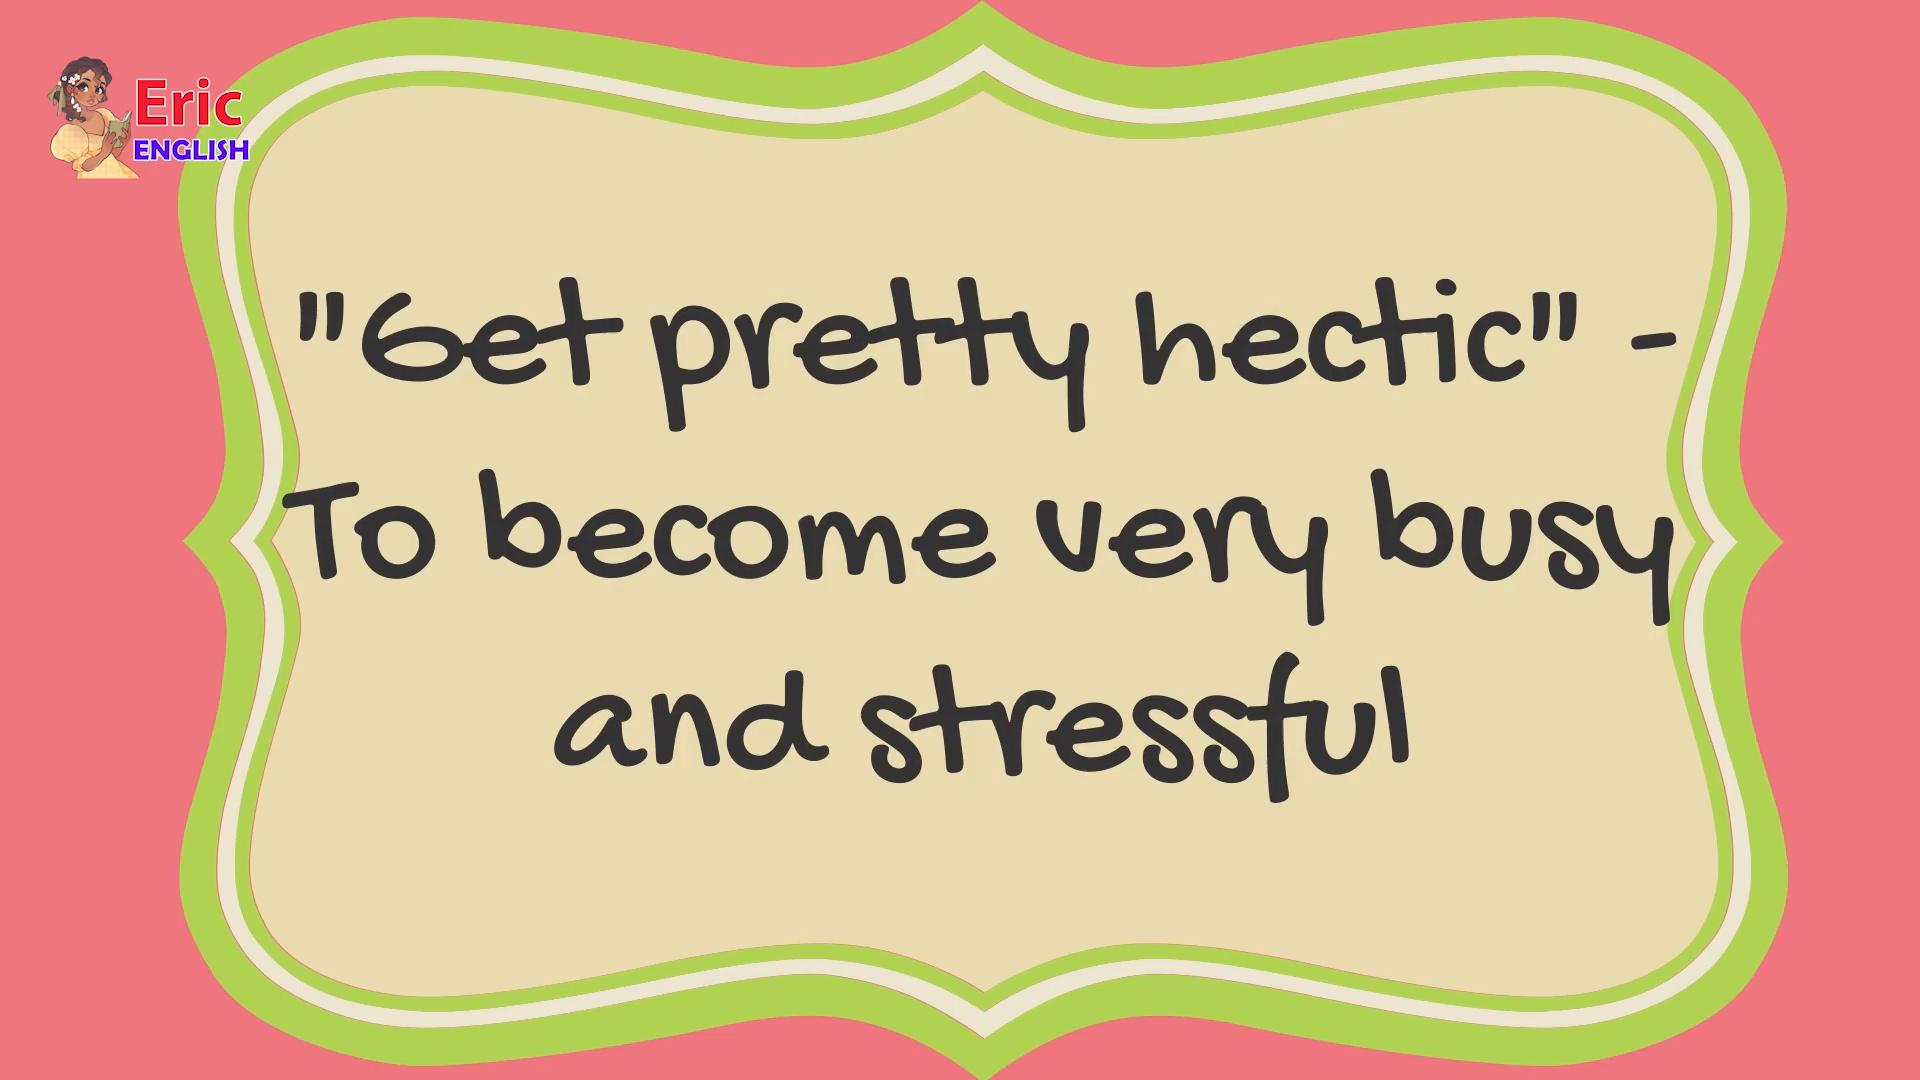 Eric
ENGLISH
"Get pretty hectic" -
To become very busy
and stressful